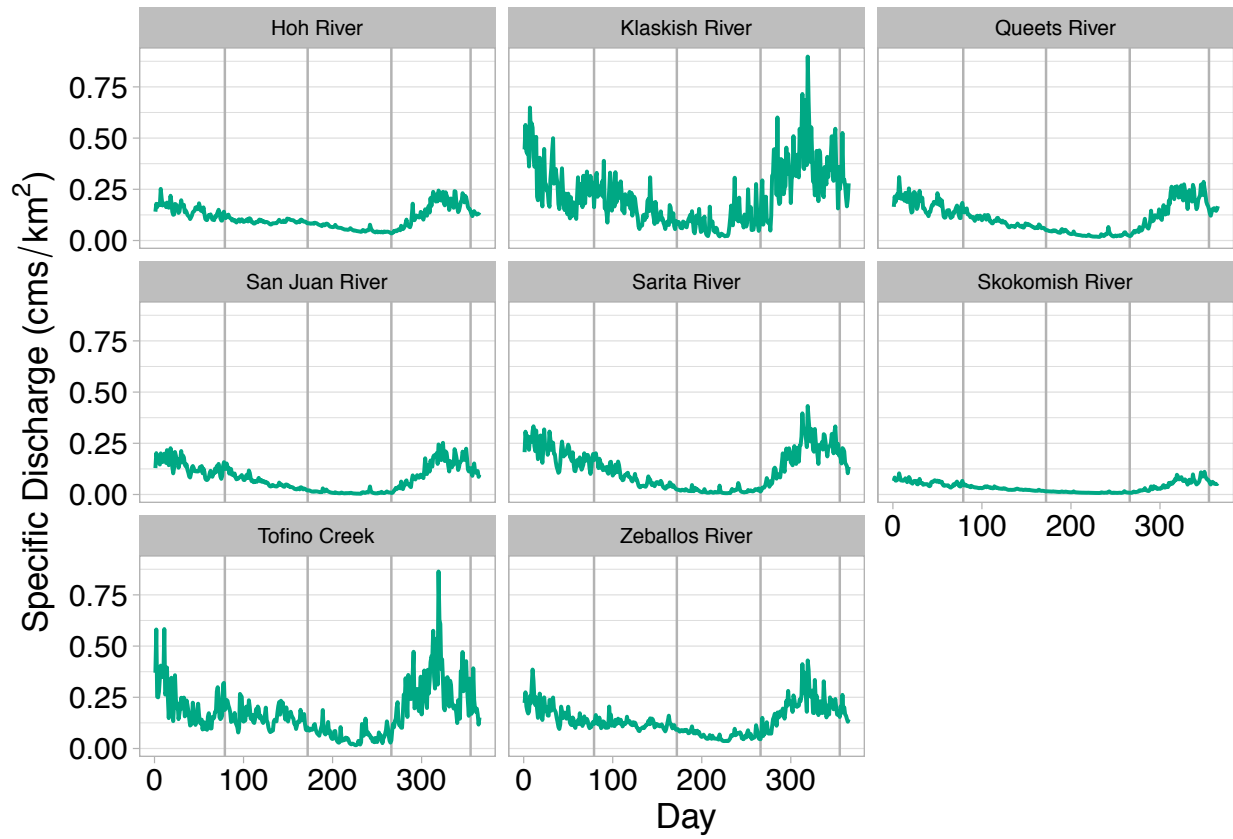 Hoh River
Klaskish River
Queets River
0.75
0.50
0.25
0.00
San Juan River
Sarita River
Skokomish River
0.75
0.50
0.25
0.00
0 100 200 300
Tofino Creek
Zeballos River
0.75
0.50
0.25
0.00
0 100 200 300
0 100 200 300
Day
Specific Discharge (cms/km²)